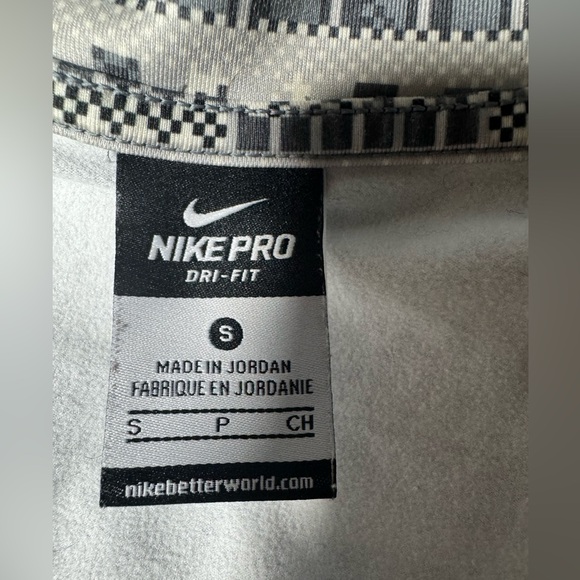 NIKE PRO
DRI-FIT
S
MADE IN JORDAN
FABRIQUE EN JORDANIE
S P CH
nikebetterworld.com